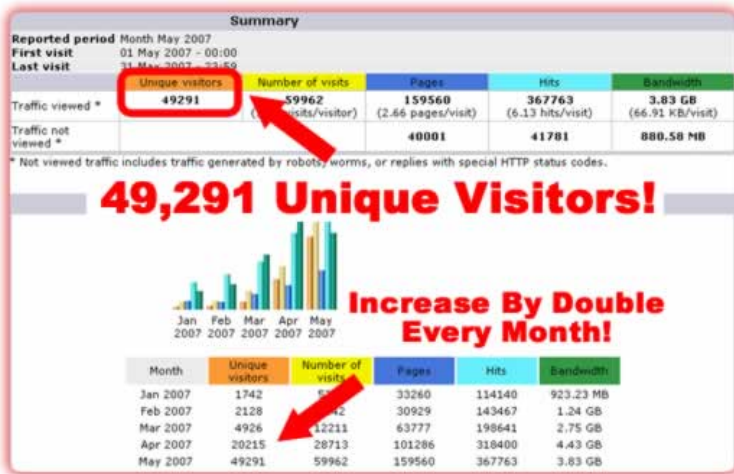 Summary
Reported period Month May 2007
First visit 01 May 2007 - 00:00
Last visit 31 May 2007 - 23:59
Unique visitors Number of visits Pages Hits Bandwidth
Traffic viewed * 49291 59962 159560 367763 3.83 GB
visits/visitor) (2.66 pages/visit) (6.13 hits/visit) (66.91 KB/visit)
Traffic not viewed * 40001 41781 880.58 MB
* Not viewed traffic includes traffic generated by robots, worms, or replies with special HTTP status codes.
49,291 Unique Visitors!
Jan Feb Mar Apr May
2007 2007 2007 2007 2007
Increase By Double
Every Month!
Month Unique visitors Number of visits Pages Hits Bandwidth
Jan 2007 1742 33260 114140 923.23 MB
Feb 2007 2128 30929 143467 1.24 GB
Mar 2007 4926 12211 63777 198641 2.75 GB
Apr 2007 20215 28713 101286 318400 4.43 GB
May 2007 49291 59962 159560 367763 3.83 GB